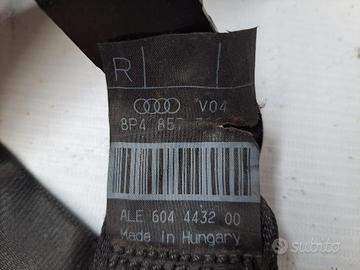 R
V04
8P4 857
ALE 604 4432 00
Made in Hungary
subito